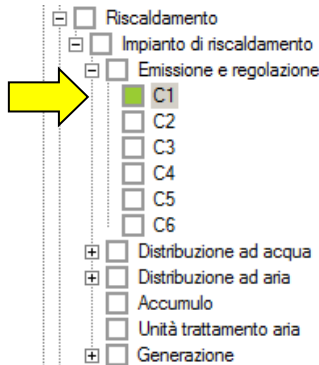 Riscaldamento
Impianto di riscaldamento
Emissione e regolazione
C1
C2
C3
C4
C5
C6
Distribuzione ad acqua
Distribuzione ad aria
Accumulo
Unità trattamento aria
Generazione